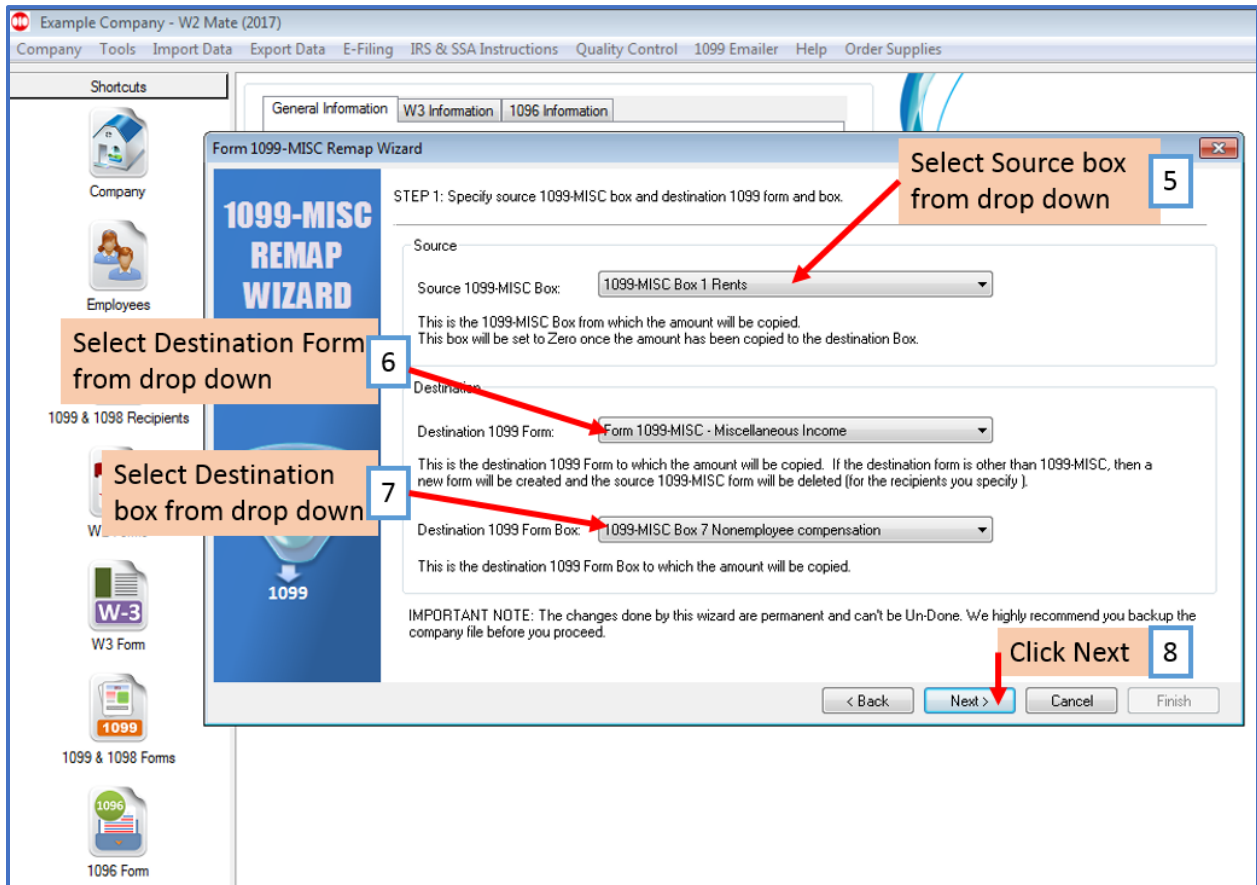 Example Company - W2 Mate (2017)
Company Tools Import Data Export Data E-Filing IRS & SSA Instructions Quality Control 1099 Emailer Help Order Supplies
Shortcuts
Company
Employees
1099 & 1098 Recipients
W-3
W3 Form
1099
1099 & 1098 Forms
1096
1096 Form
General Information W3 Information 1096 Information
Form 1099-MISC Remap Wizard
1099-MISC
REMAP
WIZARD
1099
STEP 1: Specify source 1099-MISC box and destination 1099 form and box.
Select Source box
from drop down
5
Source
Source 1099-MISC Box: 1099-MISC Box 1 Rents
This is the 1099-MISC Box from which the amount will be copied.
This box will be set to Zero once the amount has been copied to the destination Box.
Select Destination Form
from drop down
6
Destination
Destination 1099 Form: Form 1099-MISC - Miscellaneous Income
This is the destination 1099 Form to which the amount will be copied. If the destination form is other than 1099-MISC, then a
new form will be created and the source 1099-MISC form will be deleted (for the recipients you specify ).
Select Destination
box from drop down
7
Destination 1099 Form Box: 1099-MISC Box 7 Nonemployee compensation
This is the destination 1099 Form Box to which the amount will be copied.
IMPORTANT NOTE: The changes done by this wizard are permanent and can't be Un-Done. We highly recommend you backup the
company file before you proceed.
Click Next
8
< Back Next > Cancel Finish